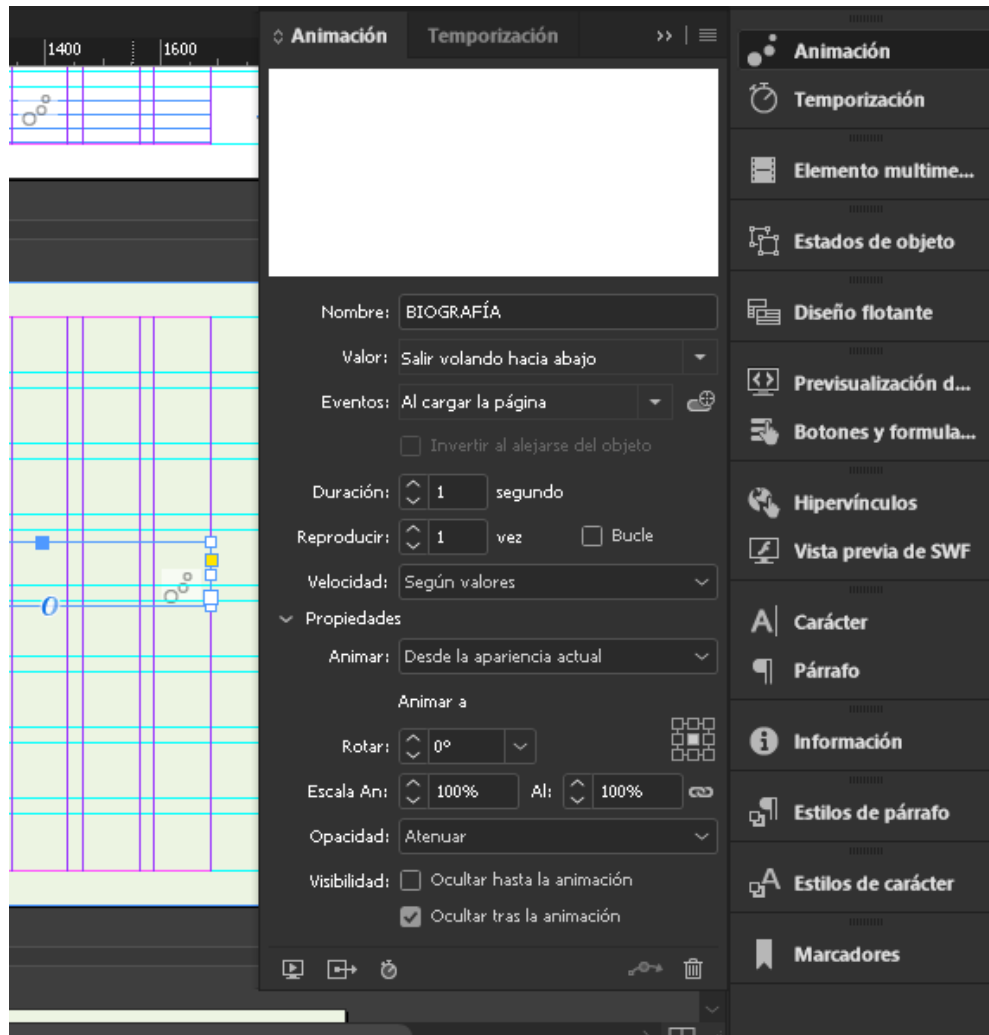 1400
1600
Animación
Temporización
Nombre: BIOGRAFÍA
Valor: Salir volando hacia abajo
Eventos: Al cargar la página
Invertir al alejarse del objeto
Duración: 1 segundo
Reproducir: 1 vez Bucle
Velocidad: Según valores
Propiedades
Animar: Desde la apariencia actual
Animar a
Rotar: 0°
Escala An: 100% Al: 100%
Opacidad: Atenuar
Visibilidad: Ocultar hasta la animación
Ocultar tras la animación
Animación
Temporización
Elemento multime...
Estados de objeto
Diseño flotante
Previsualización d...
Botones y formula...
Hipervínculos
Vista previa de SWF
Carácter
Párrafo
Información
Estilos de párrafo
Estilos de carácter
Marcadores